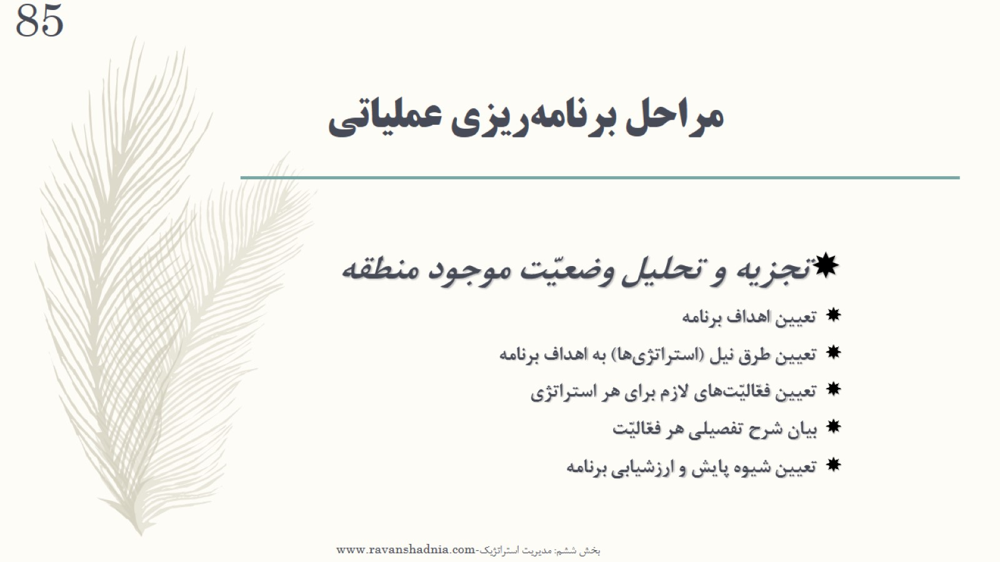 85
مراحل برنامه‌ریزی عملیاتی
تجزیه و تحلیل وضعیّت موجود منطقه
تعیین اهداف برنامه
تعیین طرق نیل (استراتژی‌ها) به اهداف برنامه
تعیین فعّالیّت‌های لازم برای هر استراتژی
بیان شرح تفصیلی هر فعّالیّت
تعیین شیوه پایش و ارزشیابی برنامه
بخش ششم: مدیریت استراتژیک-www.ravanshadnia.com